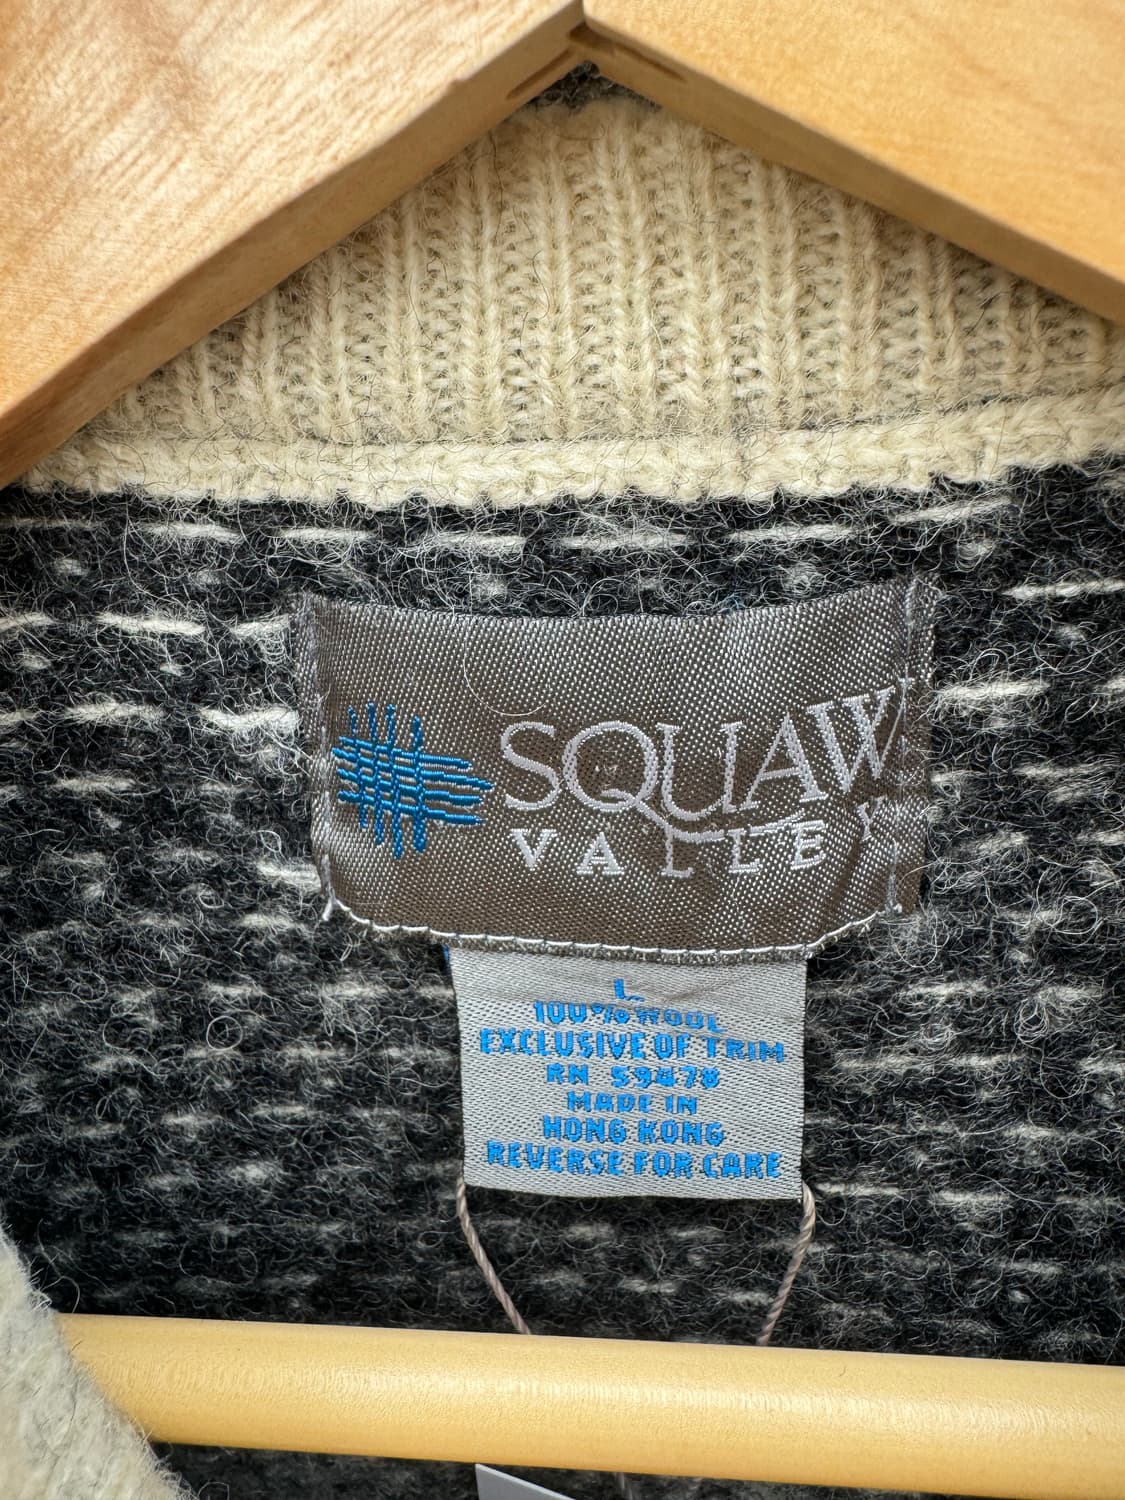 SQUAW
VALLEY
L
100% WOOL
EXCLUSIVE OF TRIM
RN 59478
MADE IN
HONG KONG
REVERSE FOR CARE